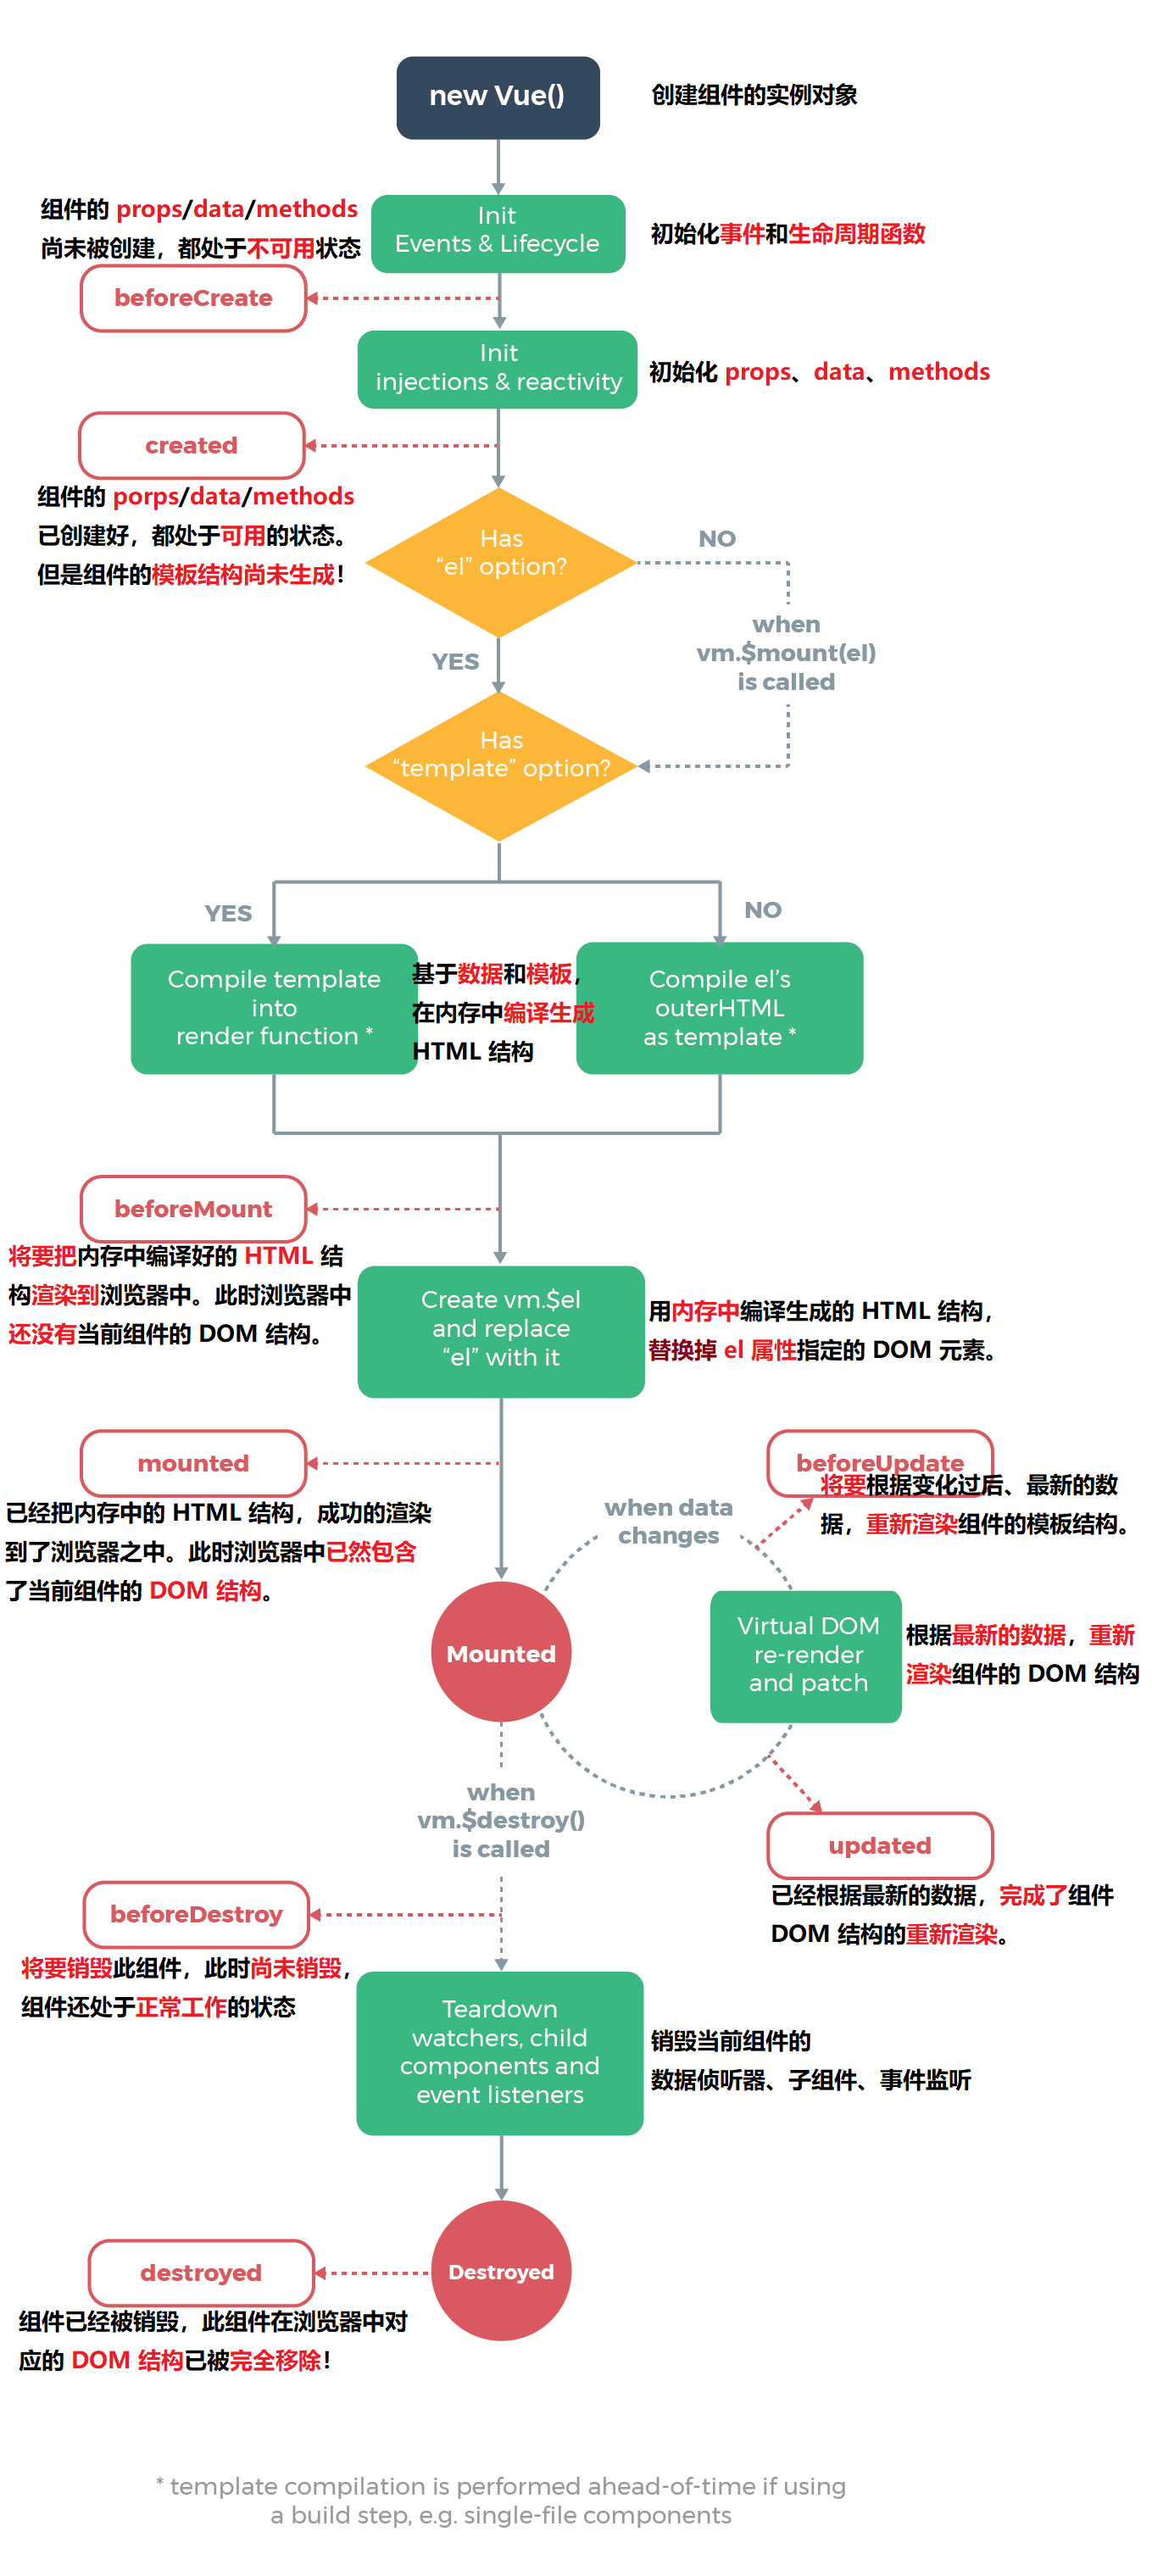 new Vue()
创建组件的实例对象
组件的 props/data/methods
尚未被创建，都处于不可用状态
Init
Events & Lifecycle
初始化事件和生命周期函数
beforeCreate
Init
injections & reactivity
初始化 props、data、methods
created
组件的 porps/data/methods
已创建好，都处于可用的状态。
但是组件的模板结构尚未生成！
Has
“el” option?
NO
when
vm.$mount(el)
is called
YES
Has
“template” option?
YES
NO
Compile template
into
render function *
基于数据和模板，
在内存中编译生成
HTML 结构
Compile el’s
outerHTML
as template *
beforeMount
将要把内存中编译好的 HTML 结
构渲染到浏览器中。此时浏览器中
还没有当前组件的 DOM 结构。
Create vm.$el
and replace
“el” with it
用内存中编译生成的 HTML 结构，
替换掉 el 属性指定的 DOM 元素。
mounted
已经把内存中的 HTML 结构，成功的渲染
到了浏览器之中。此时浏览器中已然包含
了当前组件的 DOM 结构。
beforeUpdate
将要根据变化过后、最新的数
据，重新渲染组件的模板结构。
when data
changes
Mounted
Virtual DOM
re-render
and patch
根据最新的数据，重新
渲染组件的 DOM 结构
when
vm.$destroy()
is called
updated
已经根据最新的数据，完成了组件
DOM 结构的重新渲染。
beforeDestroy
将要销毁此组件，此时尚未销毁，
组件还处于正常工作的状态
Teardown
watchers, child
components and
event listeners
销毁当前组件的
数据侦听器、子组件、事件监听
destroyed
Destroyed
组件已经被销毁，此组件在浏览器中对
应的 DOM 结构已被完全移除！
* template compilation is performed ahead-of-time if using
a build step, e.g. single-file components